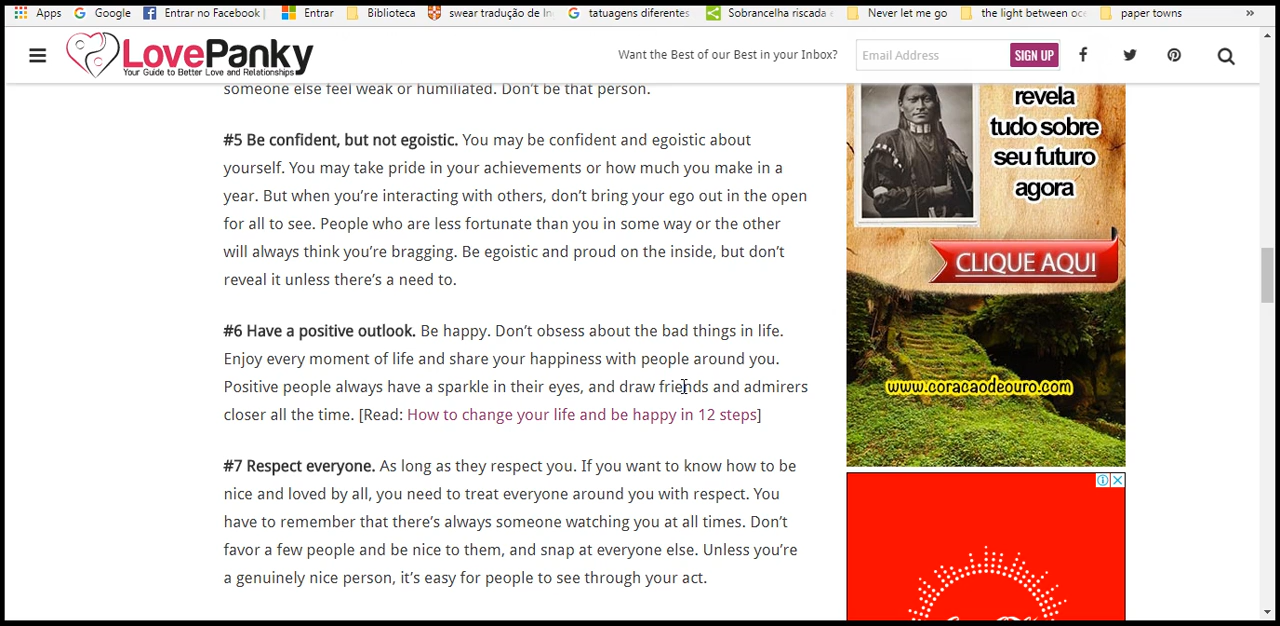 Apps Google Entrar no Facebook Entrar Biblioteca swear tradução de In tatuagens diferentes Sobrancelha riscada Never let me go the light between oce paper towns »
LovePanky
Your Guide to Better Love and Relationships
Want the Best of our Best in your Inbox? Email Address SIGN UP
someone else feel weak or humiliated. Don't be that person.
#5 Be confident, but not egoistic. You may be confident and egoistic about
yourself. You may take pride in your achievements or how much you make in a
year. But when you're interacting with others, don't bring your ego out in the open
for all to see. People who are less fortunate than you in some way or the other
will always think you're bragging. Be egoistic and proud on the inside, but don't
reveal it unless there's a need to.
#6 Have a positive outlook. Be happy. Don't obsess about the bad things in life.
Enjoy every moment of life and share your happiness with people around you.
Positive people always have a sparkle in their eyes, and draw friends and admirers
closer all the time. [Read: How to change your life and be happy in 12 steps]
#7 Respect everyone. As long as they respect you. If you want to know how to be
nice and loved by all, you need to treat everyone around you with respect. You
have to remember that there's always someone watching you at all times. Don't
favor a few people and be nice to them, and snap at everyone else. Unless you're
a genuinely nice person, it's easy for people to see through your act.
revela
tudo sobre
seu futuro
agora
CLIQUE AQUI
www.coracaodeouro.com